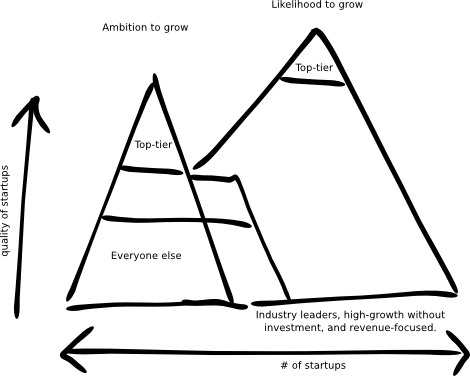 Likelihood to grow
Ambition to grow
Top-tier
Top-tier
quality of startups
Everyone else
Industry leaders, high-growth without
investment, and revenue-focused.
# of startups